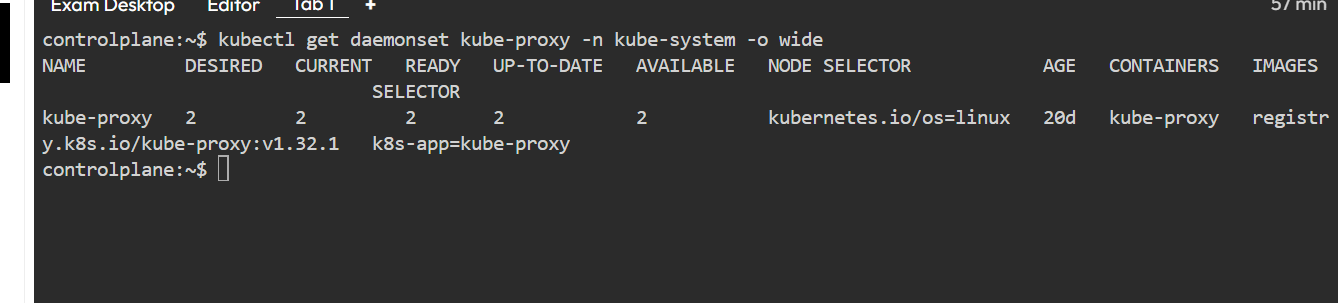 Exam Desktop Editor Tab 1 + 57 min
controlplane:~$ kubectl get daemonset kube-proxy -n kube-system -o wide
NAME DESIRED CURRENT READY UP-TO-DATE AVAILABLE NODE SELECTOR AGE CONTAINERS IMAGES
SELECTOR
kube-proxy 2 2 2 2 2 kubernetes.io/os=linux 20d kube-proxy registr
y.k8s.io/kube-proxy:v1.32.1 k8s-app=kube-proxy
controlplane:~$